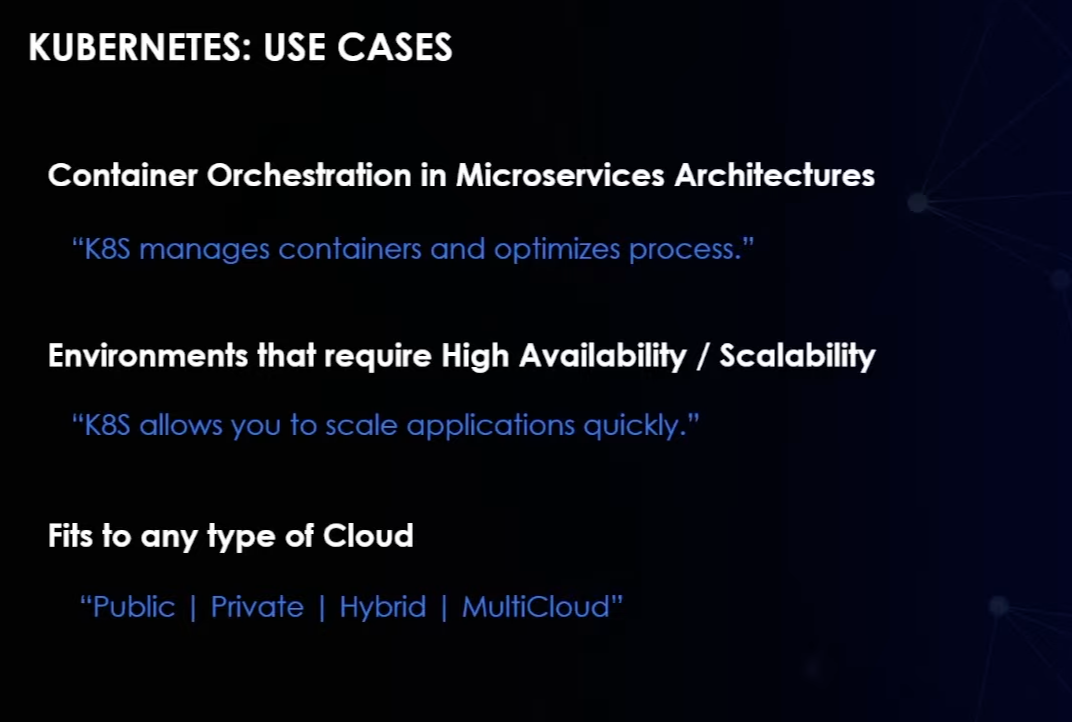 KUBERNETES: USE CASES
Container Orchestration in Microservices Architectures
“K8S manages containers and optimizes process.”
Environments that require High Availability / Scalability
“K8S allows you to scale applications quickly.”
Fits to any type of Cloud
“Public | Private | Hybrid | MultiCloud”